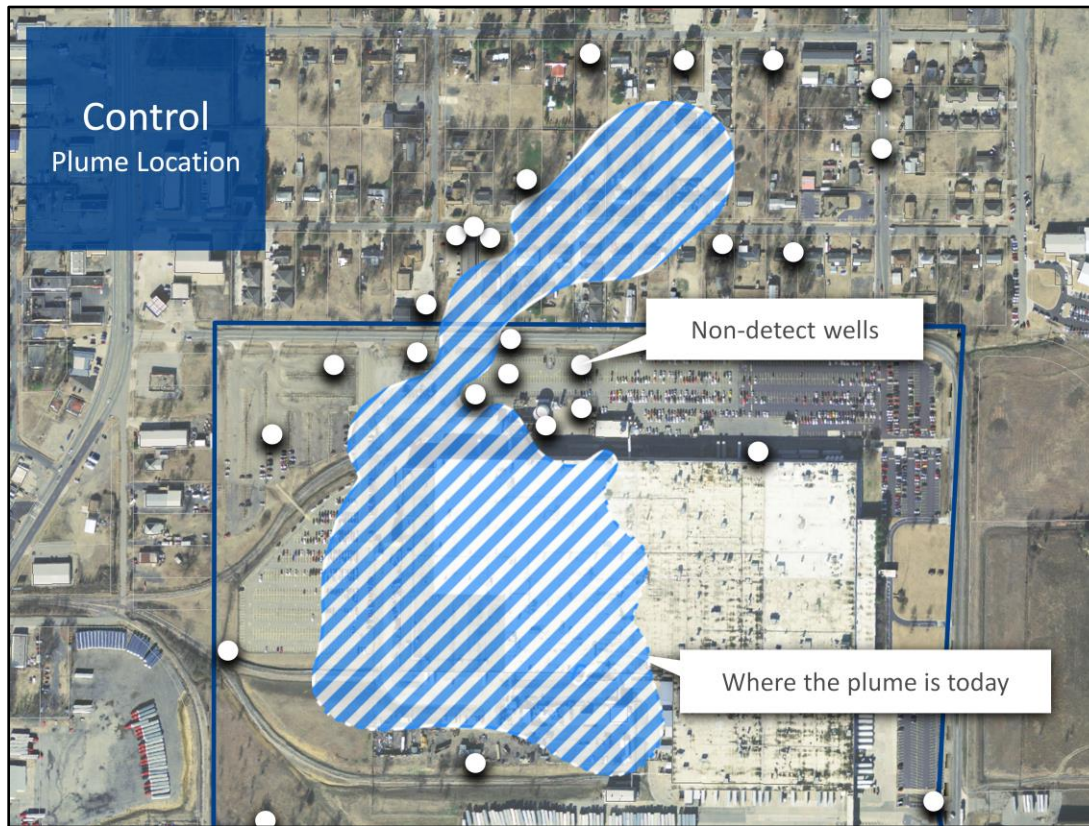 Control
Plume Location
Non-detect wells
Where the plume is today